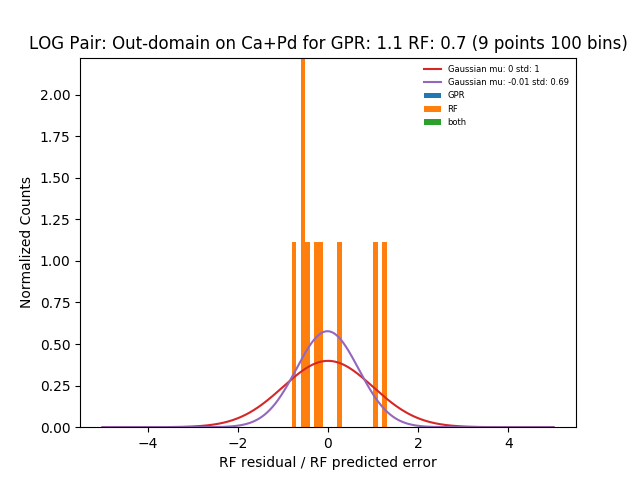 LOG Pair: Out-domain on Ca+Pd for GPR: 1.1 RF: 0.7 (9 points 100 bins)
Gaussian mu: 0 std: 1
Gaussian mu: -0.01 std: 0.69
GPR
RF
both
Normalized Counts
2.00
1.75
1.50
1.25
1.00
0.75
0.50
0.25
0.00
−4
−2
0
2
4
RF residual / RF predicted error